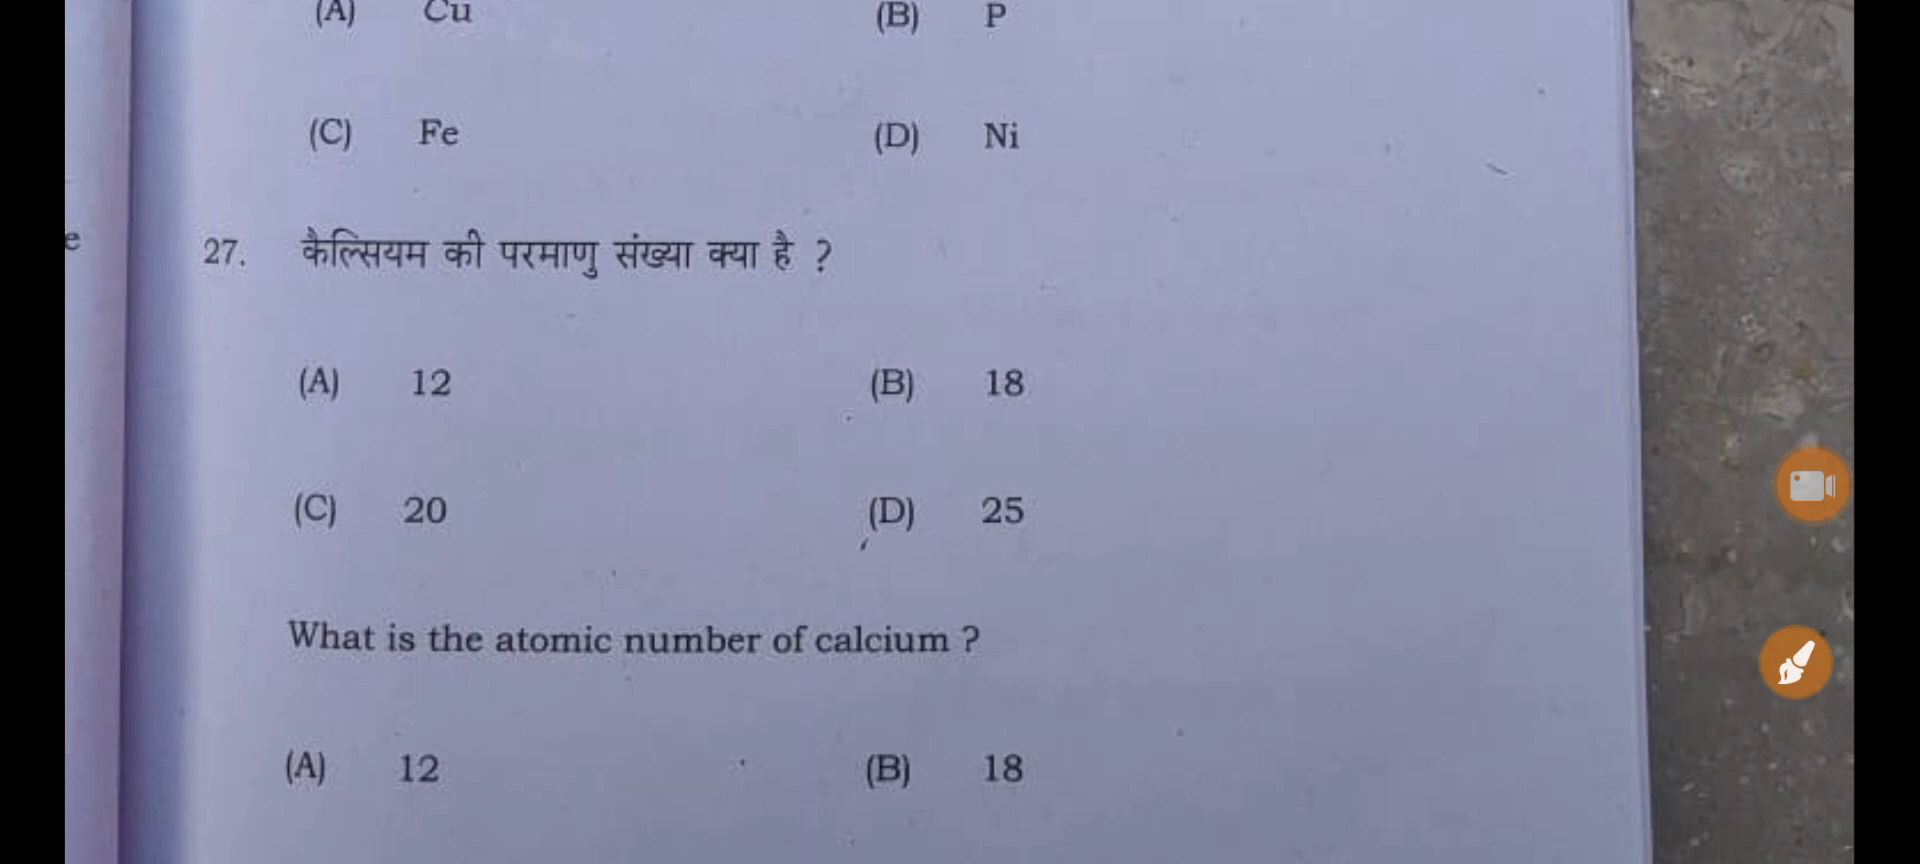 (A) Cu (B) P
(C) Fe (D) Ni
e
27. कैल्सियम की परमाणु संख्या क्या है ?
(A) 12 (B) 18
(C) 20 (D) 25
What is the atomic number of calcium ?
(A) 12 (B) 18